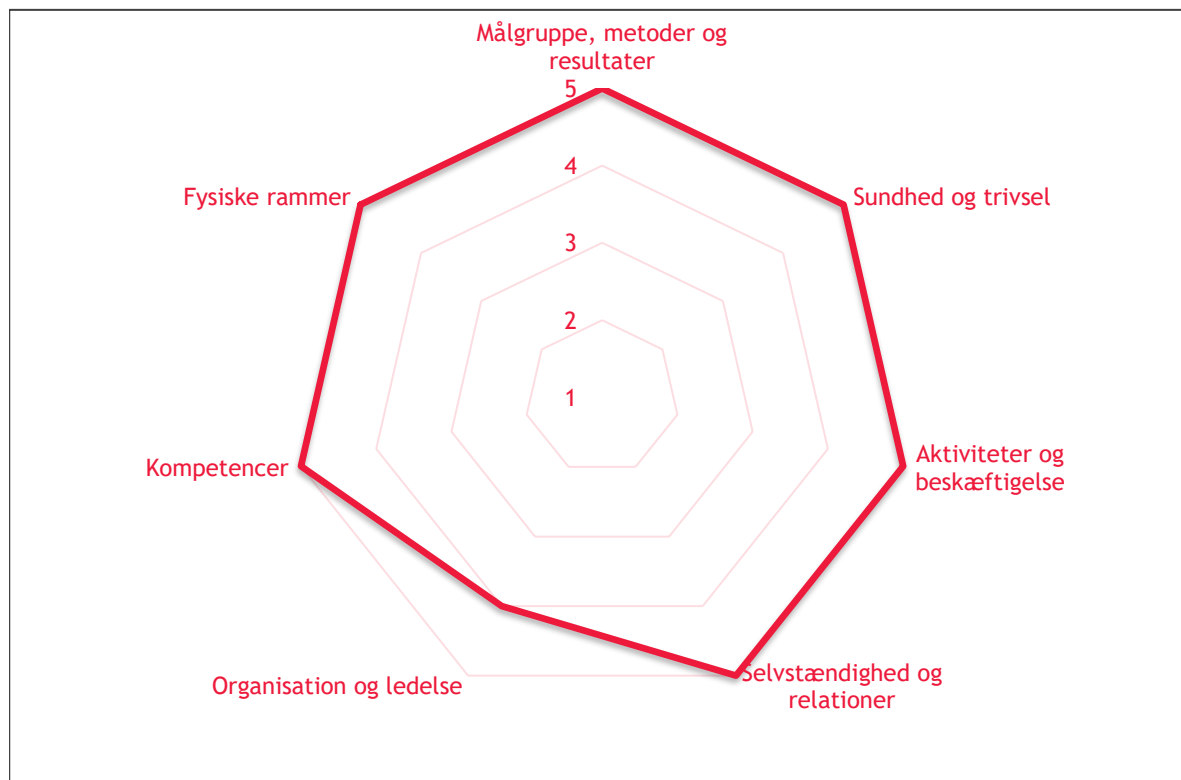 Målgruppe, metoder og
resultater
5
4
3
2
1
Fysiske rammer
Sundhed og trivsel
Kompetencer
Aktiviteter og
beskæftigelse
Organisation og ledelse
Selvstændighed og
relationer